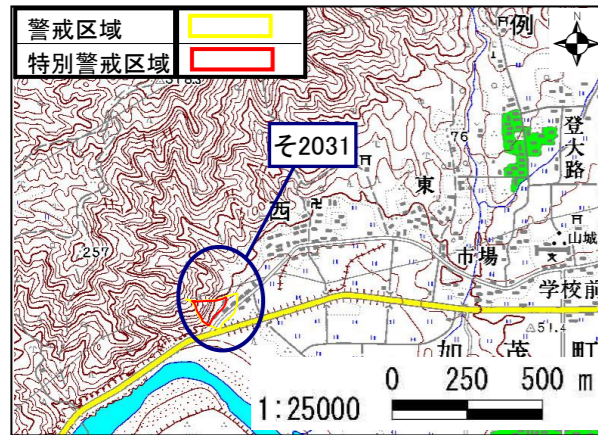 警戒区域
特別警戒区域
例
N
登大路
76
そ2031
東
西
山城
市場
257
学校前
51.4
加茂町
0 250 500 m
1:25000